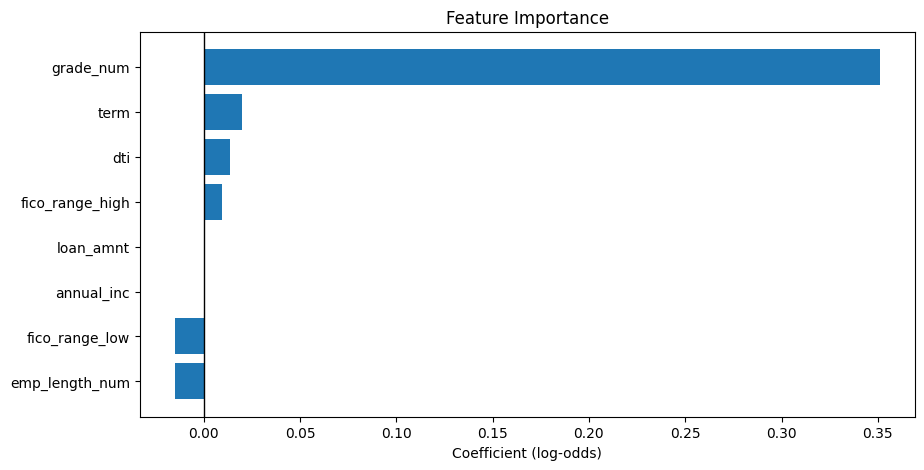 Feature Importance
grade_num
term
dti
fico_range_high
loan_amnt
annual_inc
fico_range_low
emp_length_num
0.00 0.05 0.10 0.15 0.20 0.25 0.30 0.35
Coefficient (log-odds)